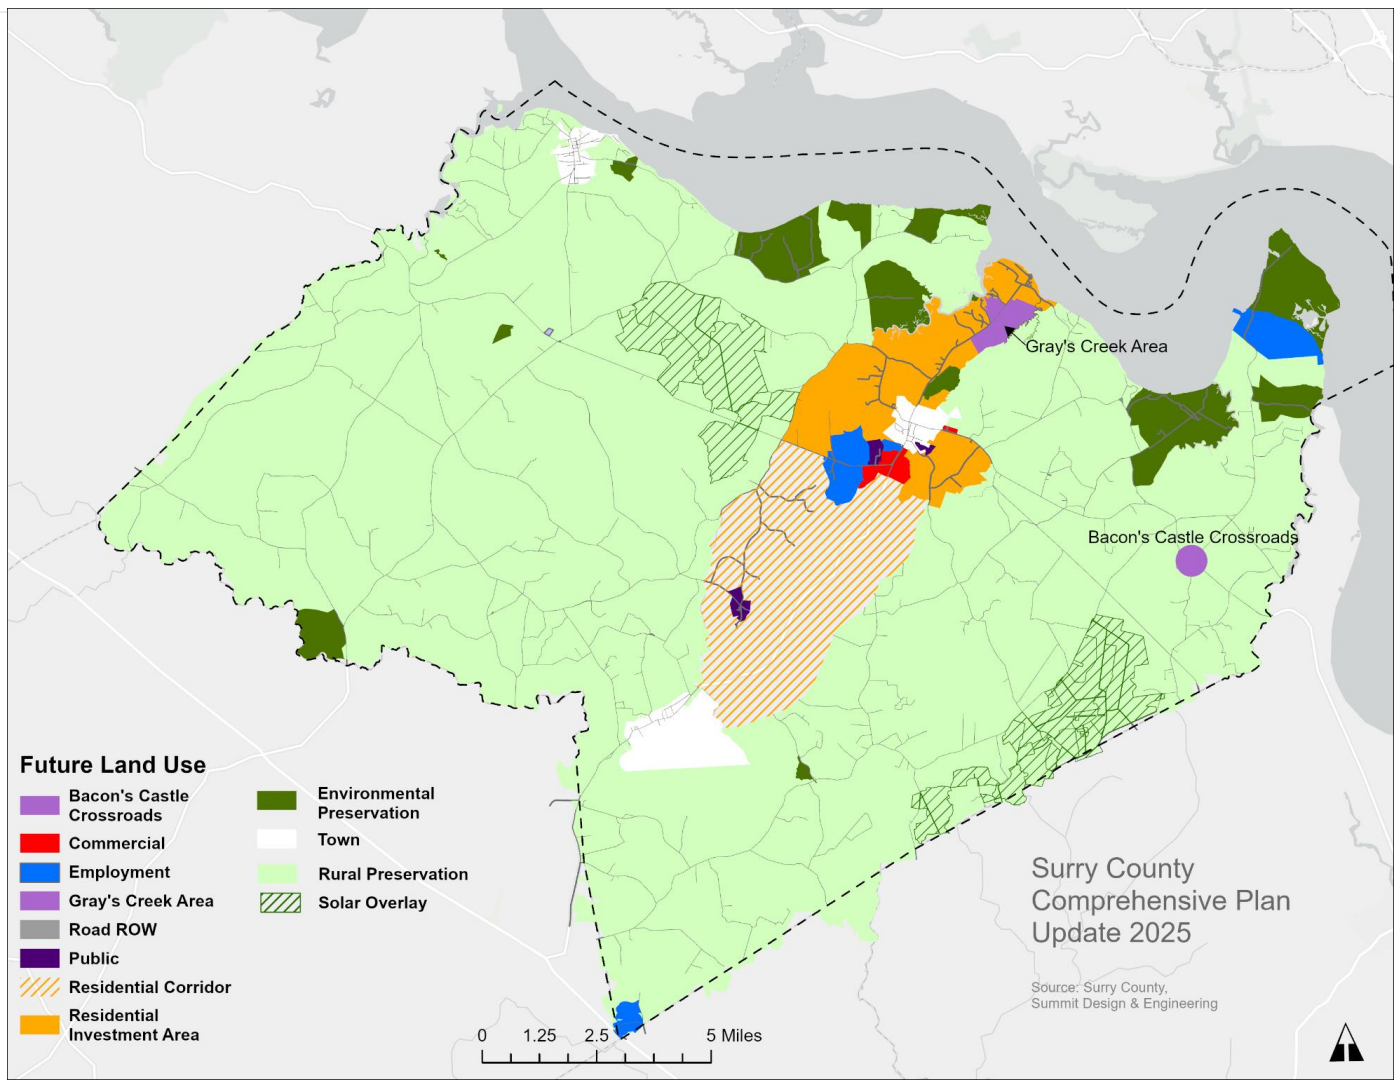 Gray's Creek Area
Bacon's Castle Crossroads
Future Land Use
Bacon's Castle
Crossroads
Commercial
Employment
Gray's Creek Area
Road ROW
Public
Residential Corridor
Residential
Investment Area
Environmental
Preservation
Town
Rural Preservation
Solar Overlay
Surry County
Comprehensive Plan
Update 2025
Source: Surry County,
Summit Design & Engineering
0 1.25 2.5 5 Miles